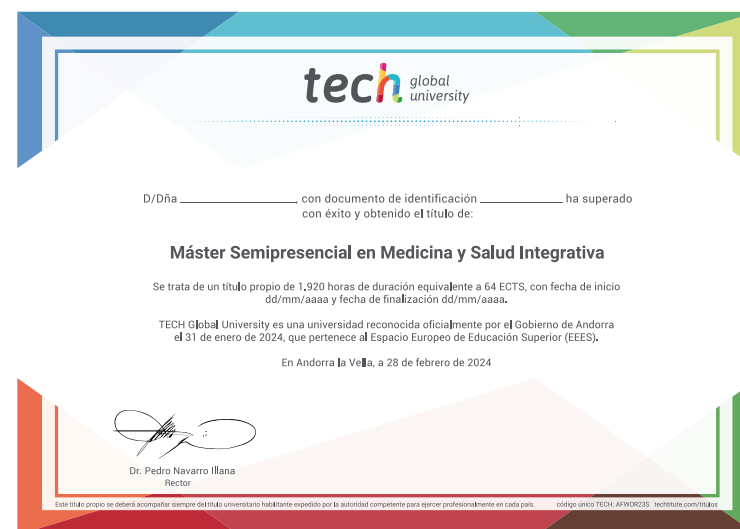 tech global university
D/Dña ____________, con documento de identificación __________ ha superado
con éxito y obtenido el título de:
Máster Semipresencial en Medicina y Salud Integrativa
Se trata de un título propio de 1.920 horas de duración equivalente a 64 ECTS, con fecha de inicio
dd/mm/aaaa y fecha de finalización dd/mm/aaaa.
TECH Global University es una universidad reconocida oficialmente por el Gobierno de Andorra
el 31 de enero de 2024, que pertenece al Espacio Europeo de Educación Superior (EEES).
En Andorra la Vella, a 28 de febrero de 2024
Dr. Pedro Navarro Illana
Rector
Este título propio se deberá acompañar siempre del título universitario habilitante expedido por la autoridad competente para ejercer profesionalmente en cada país. código único TECH: AFWOR23S techtitute.com/titulos